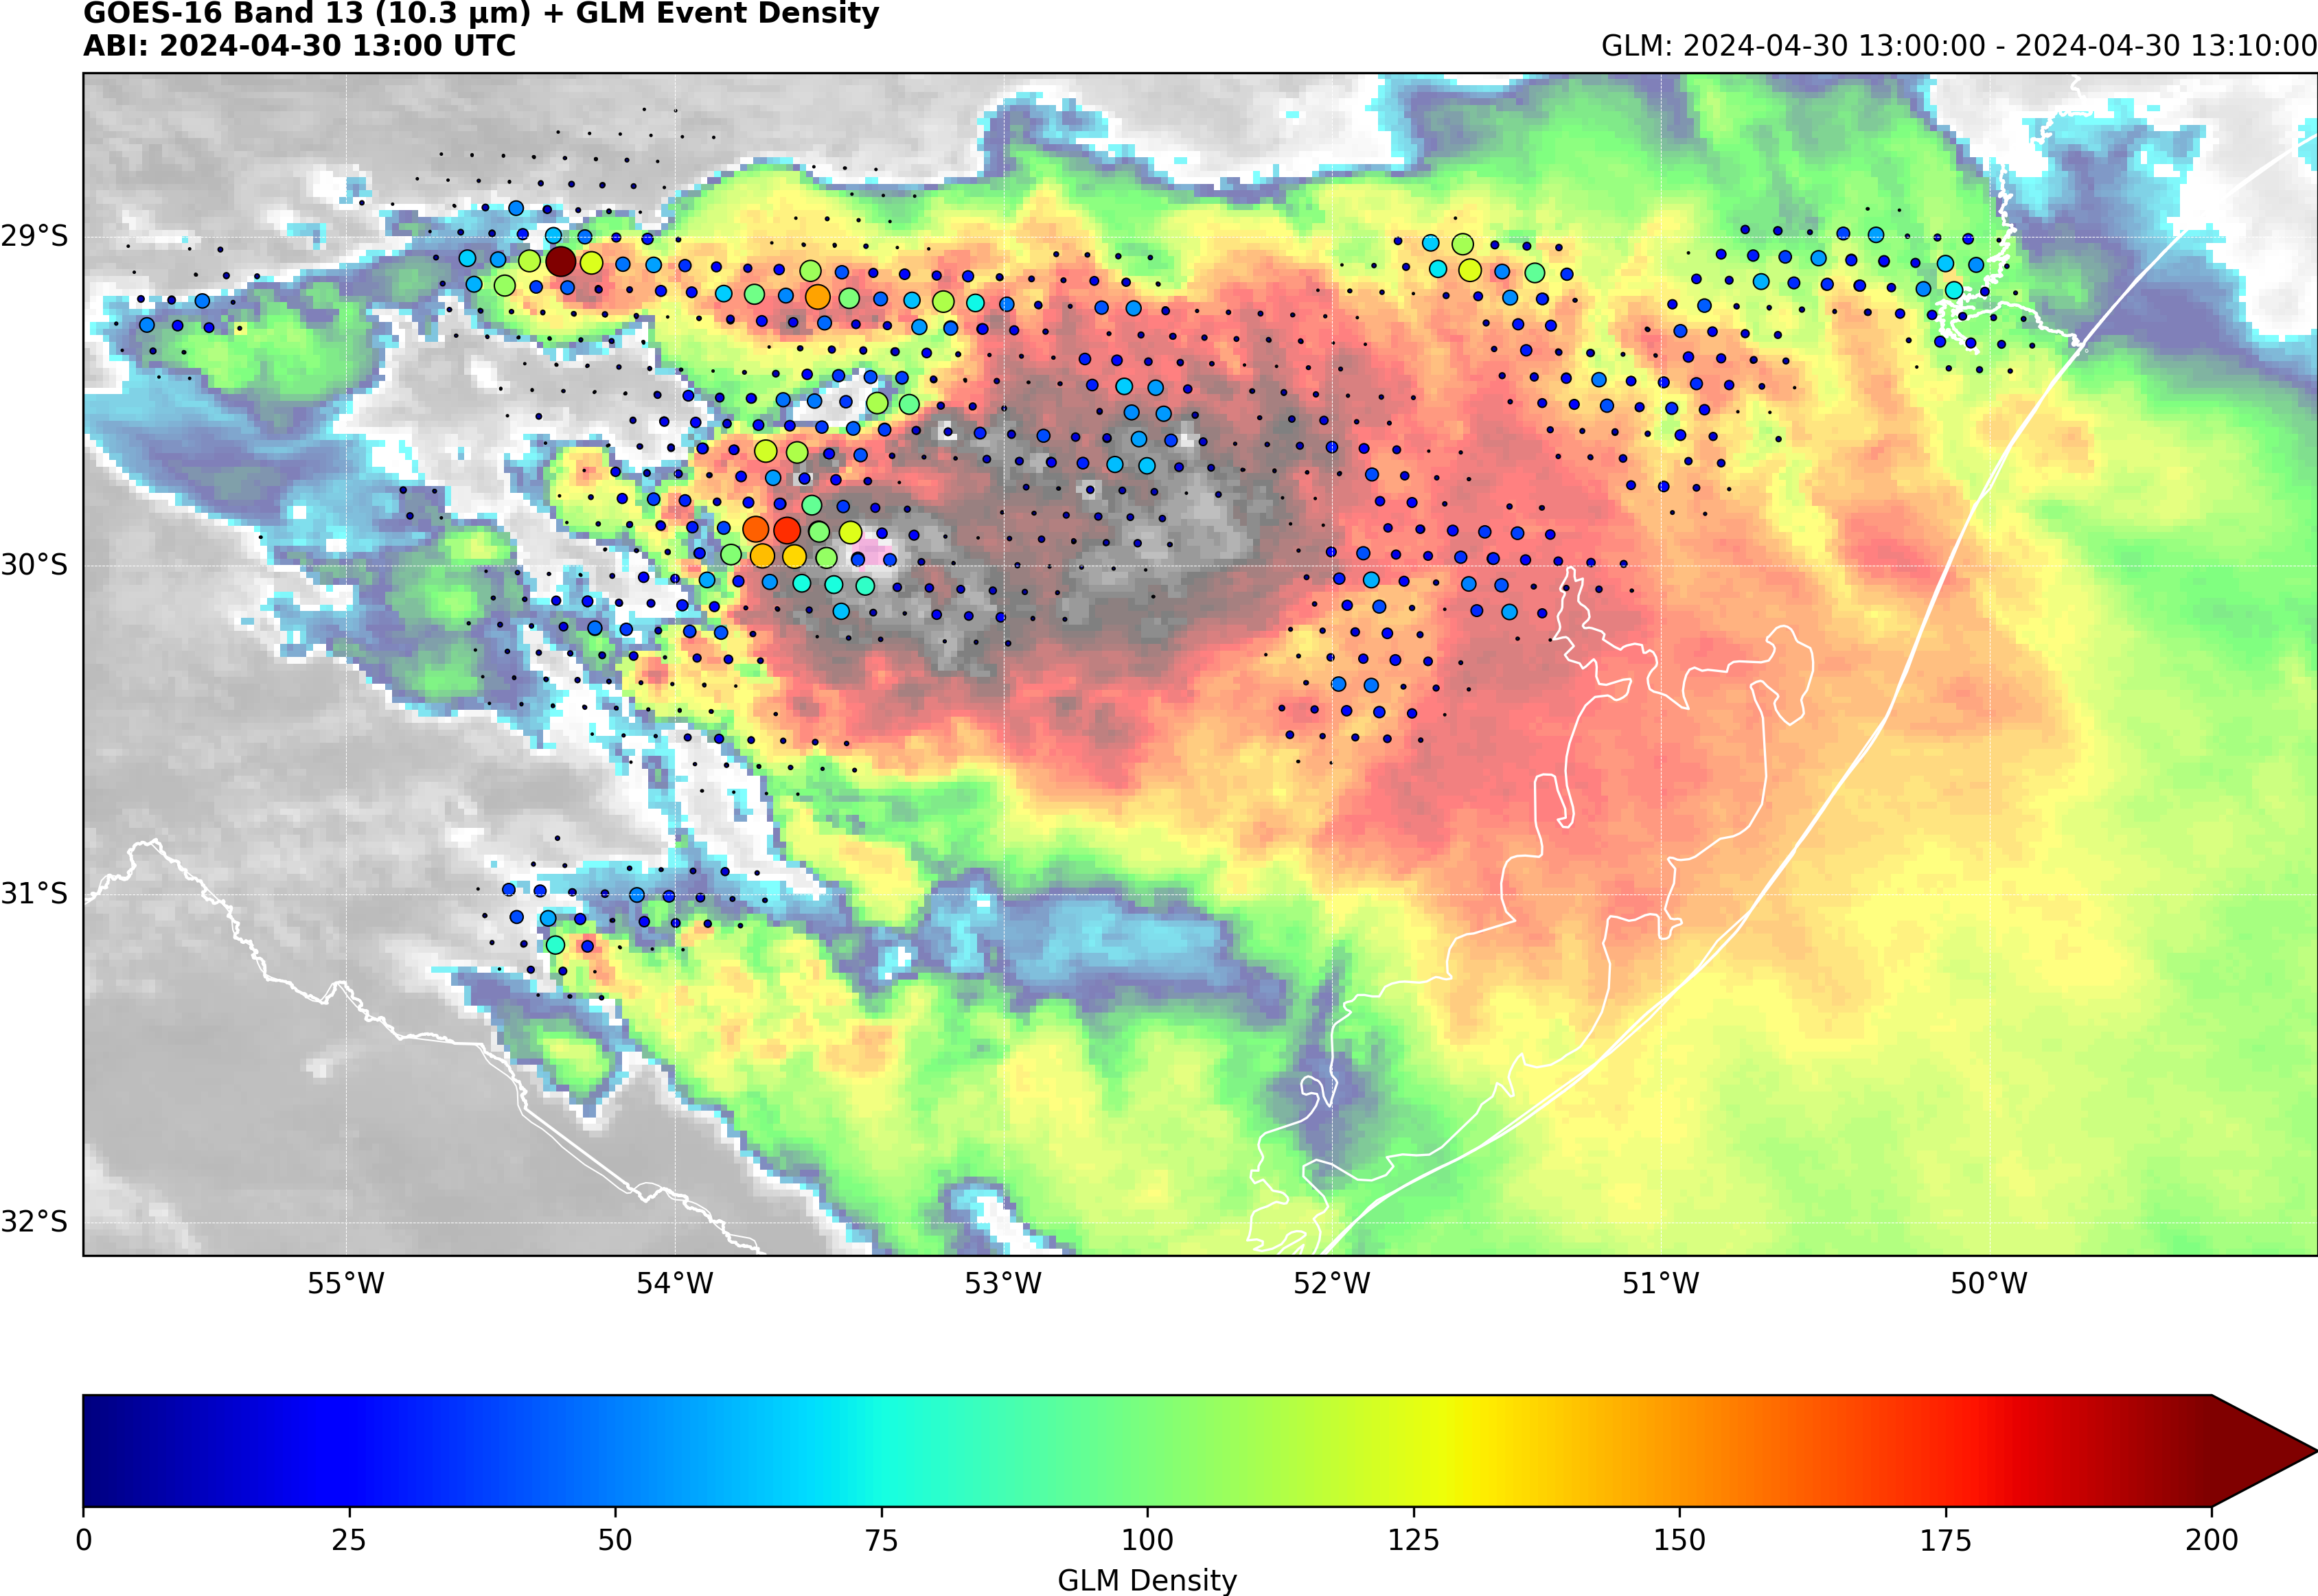 GOES-16 Band 13 (10.3 µm) + GLM Event Density
ABI: 2024-04-30 13:00 UTC
GLM: 2024-04-30 13:00:00 - 2024-04-30 13:10:00
29°S
30°S
31°S
32°S
55°W
54°W
53°W
52°W
51°W
50°W
0
25
50
75
100
125
150
175
200
GLM Density